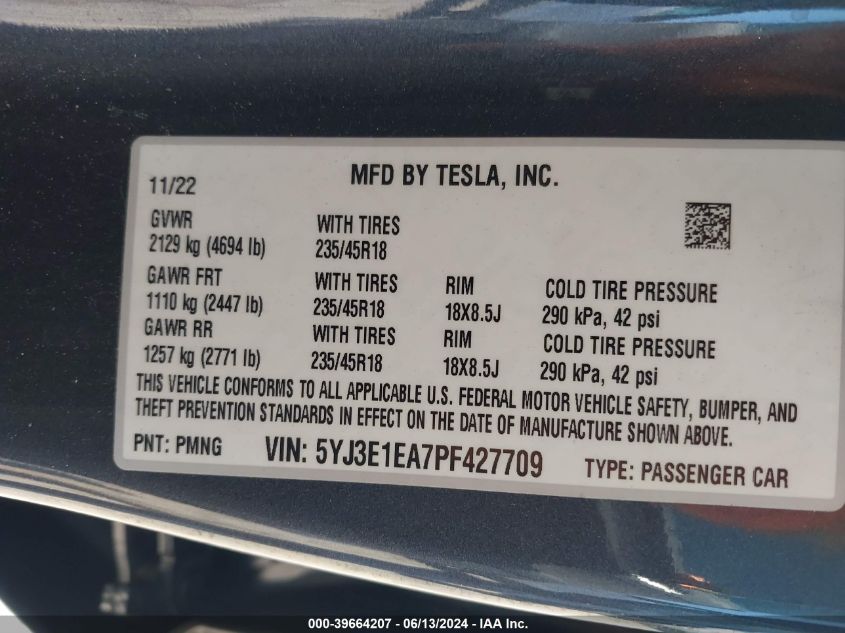 MFD BY TESLA, INC.
11/22
GVWR WITH TIRES
2129 kg (4694 lb) 235/45R18
GAWR FRT WITH TIRES RIM COLD TIRE PRESSURE
1110 kg (2447 lb) 235/45R18 18X8.5J 290 kPa, 42 psi
GAWR RR WITH TIRES RIM COLD TIRE PRESSURE
1257 kg (2771 lb) 235/45R18 18X8.5J 290 kPa, 42 psi
THIS VEHICLE CONFORMS TO ALL APPLICABLE U.S. FEDERAL MOTOR VEHICLE SAFETY, BUMPER, AND
THEFT PREVENTION STANDARDS IN EFFECT ON THE DATE OF MANUFACTURE SHOWN ABOVE.
PNT: PMNG VIN: 5YJ3E1EA7PF427709 TYPE: PASSENGER CAR
000-39664207 - 06/13/2024 - IAA Inc.